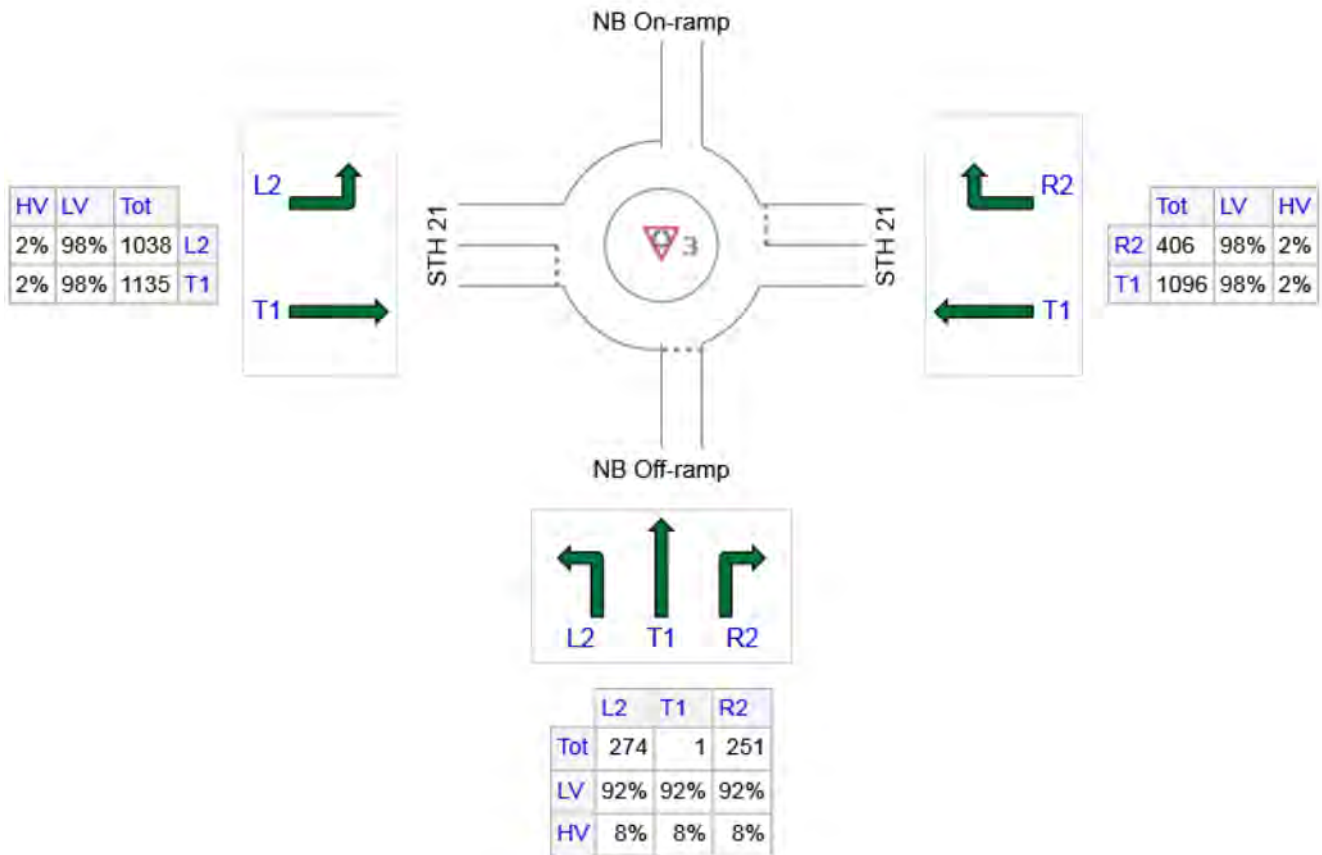 NB On-ramp
L2
T1
HV LV Tot
2% 98% 1038 L2
2% 98% 1135 T1
STH 21
3
STH 21
R2
T1
Tot LV HV
R2 406 98% 2%
T1 1096 98% 2%
NB Off-ramp
L2 T1 R2
L2 T1 R2
Tot 274 1 251
LV 92% 92% 92%
HV 8% 8% 8%